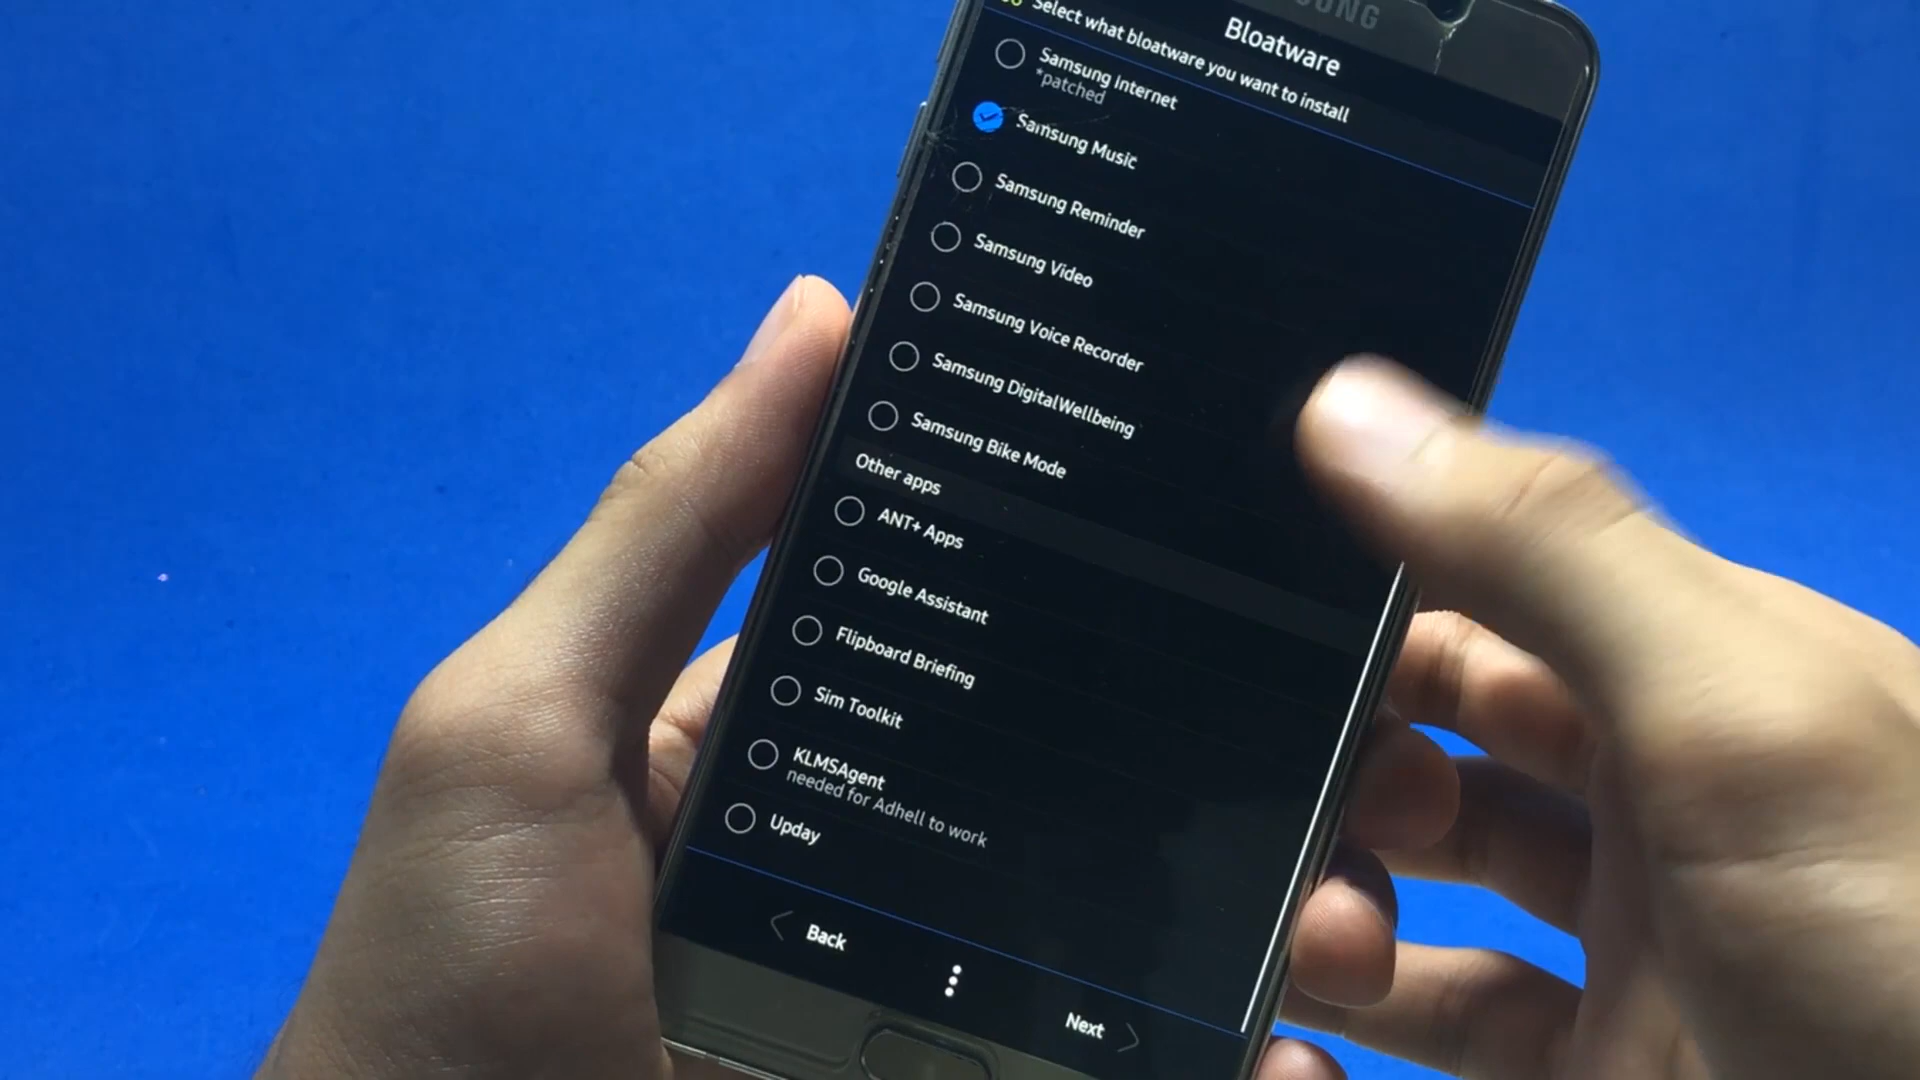 Bloatware
Select what bloatware you want to install
Samsung Internet
*patched
Samsung Music
Samsung Reminder
Samsung Video
Samsung Voice Recorder
Samsung DigitalWellbeing
Samsung Bike Mode
Other apps
ANT+ Apps
Google Assistant
Flipboard Briefing
Sim Toolkit
KLMSAgent
needed for Adhell to work
Upday
Back
Next